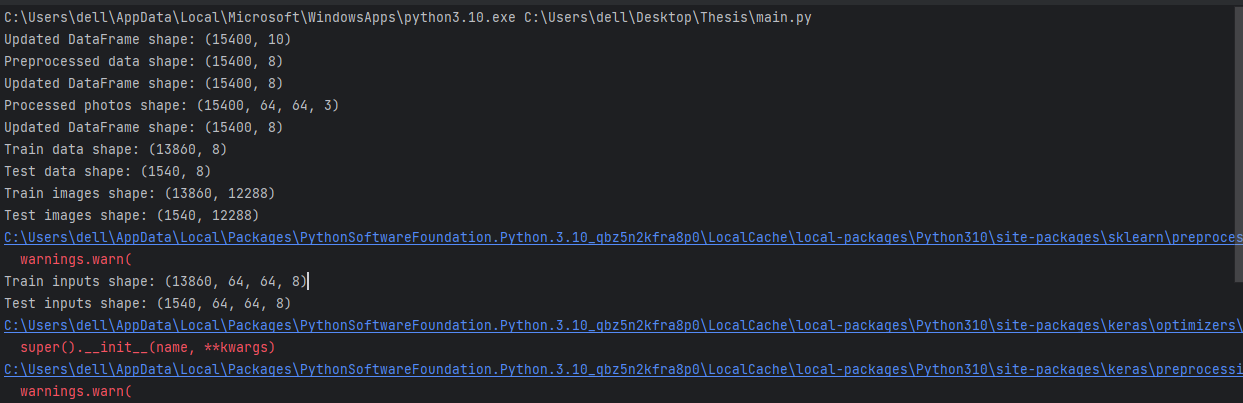 C:\Users\dell\AppData\Local\Microsoft\WindowsApps\python3.10.exe C:\Users\dell\Desktop\Thesis\main.py
Updated DataFrame shape: (15400, 10)
Preprocessed data shape: (15400, 8)
Updated DataFrame shape: (15400, 8)
Processed photos shape: (15400, 64, 64, 3)
Updated DataFrame shape: (15400, 8)
Train data shape: (13860, 8)
Test data shape: (1540, 8)
Train images shape: (13860, 12288)
Test images shape: (1540, 12288)
C:\Users\dell\AppData\Local\Packages\PythonSoftwareFoundation.Python.3.10_qbz5n2kfra8p0\LocalCache\local-packages\Python310\site-packages\sklearn\preproces
warnings.warn(
Train inputs shape: (13860, 64, 64, 8)
Test inputs shape: (1540, 64, 64, 8)
C:\Users\dell\AppData\Local\Packages\PythonSoftwareFoundation.Python.3.10_qbz5n2kfra8p0\LocalCache\local-packages\Python310\site-packages\keras\optimizers\
super().__init__(name, **kwargs)
C:\Users\dell\AppData\Local\Packages\PythonSoftwareFoundation.Python.3.10_qbz5n2kfra8p0\LocalCache\local-packages\Python310\site-packages\keras\preprocessi
warnings.warn(